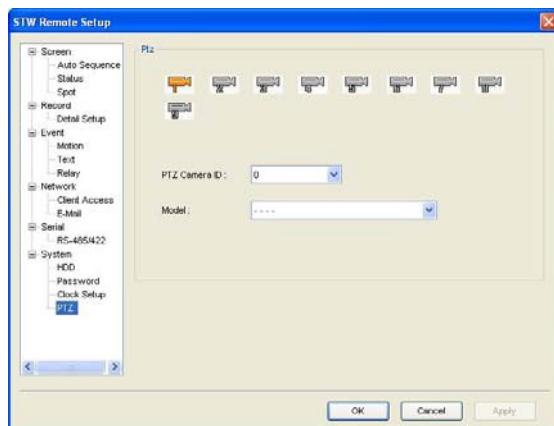 STW Remote Setup
Screen
Auto Sequence
Status
Spot
Record
Detail Setup
Event
Motion
Text
Relay
Network
Client Access
E-Mail
Serial
RS-485/422
System
HDD
Password
Clock Setup
PTZ
Ptz
PTZ Camera ID :
0
Model :
- - - -
OK
Cancel
Apply